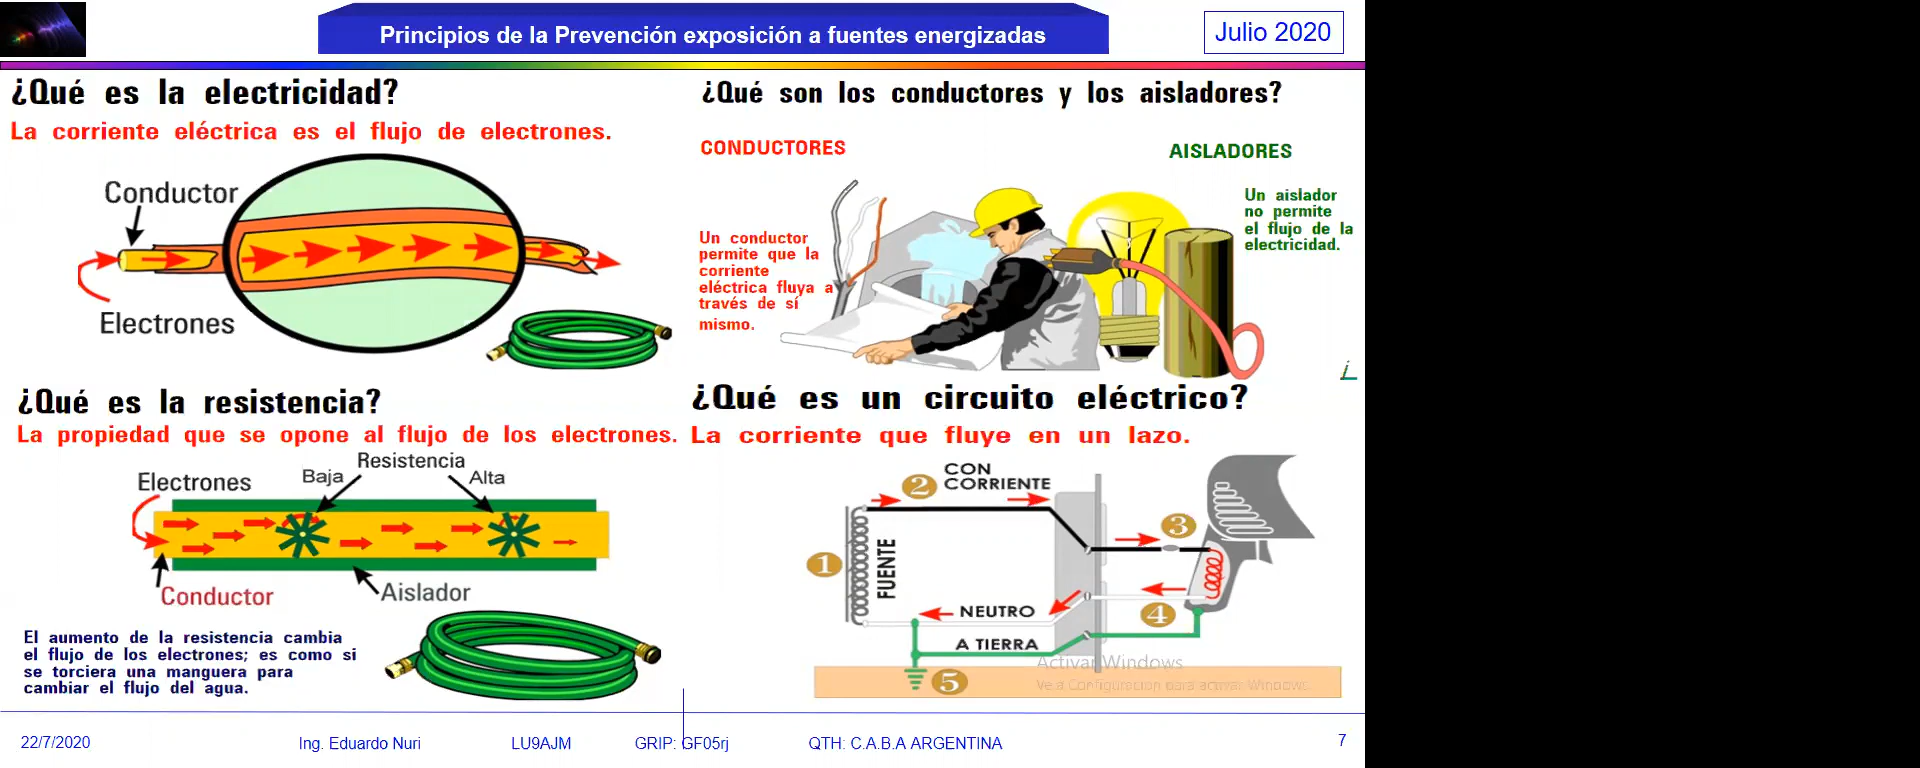 Principios de la Prevención exposición a fuentes energizadas
Julio 2020
¿Qué es la electricidad?
La corriente eléctrica es el flujo de electrones.
Conductor
Electrones
¿Qué son los conductores y los aisladores?
CONDUCTORES
AISLADORES
Un conductor
permite que la
corriente
eléctrica fluya a
través de sí
mismo.
Un aislador
no permite
el flujo de la
electricidad.
¿Qué es la resistencia?
La propiedad que se opone al flujo de los electrones.
Electrones
Resistencia
Baja
Alta
Conductor
Aislador
El aumento de la resistencia cambia
el flujo de los electrones; es como si
se torciera una manguera para
cambiar el flujo del agua.
¿Qué es un circuito eléctrico?
La corriente que fluye en un lazo.
CON
CORRIENTE
1
2
3
4
5
FUENTE
NEUTRO
A TIERRA
Activar Windows
Ve a Configuración para activar Windows.
22/7/2020
Ing. Eduardo Nuri
LU9AJM
GRIP: GF05rj
QTH: C.A.B.A ARGENTINA
7